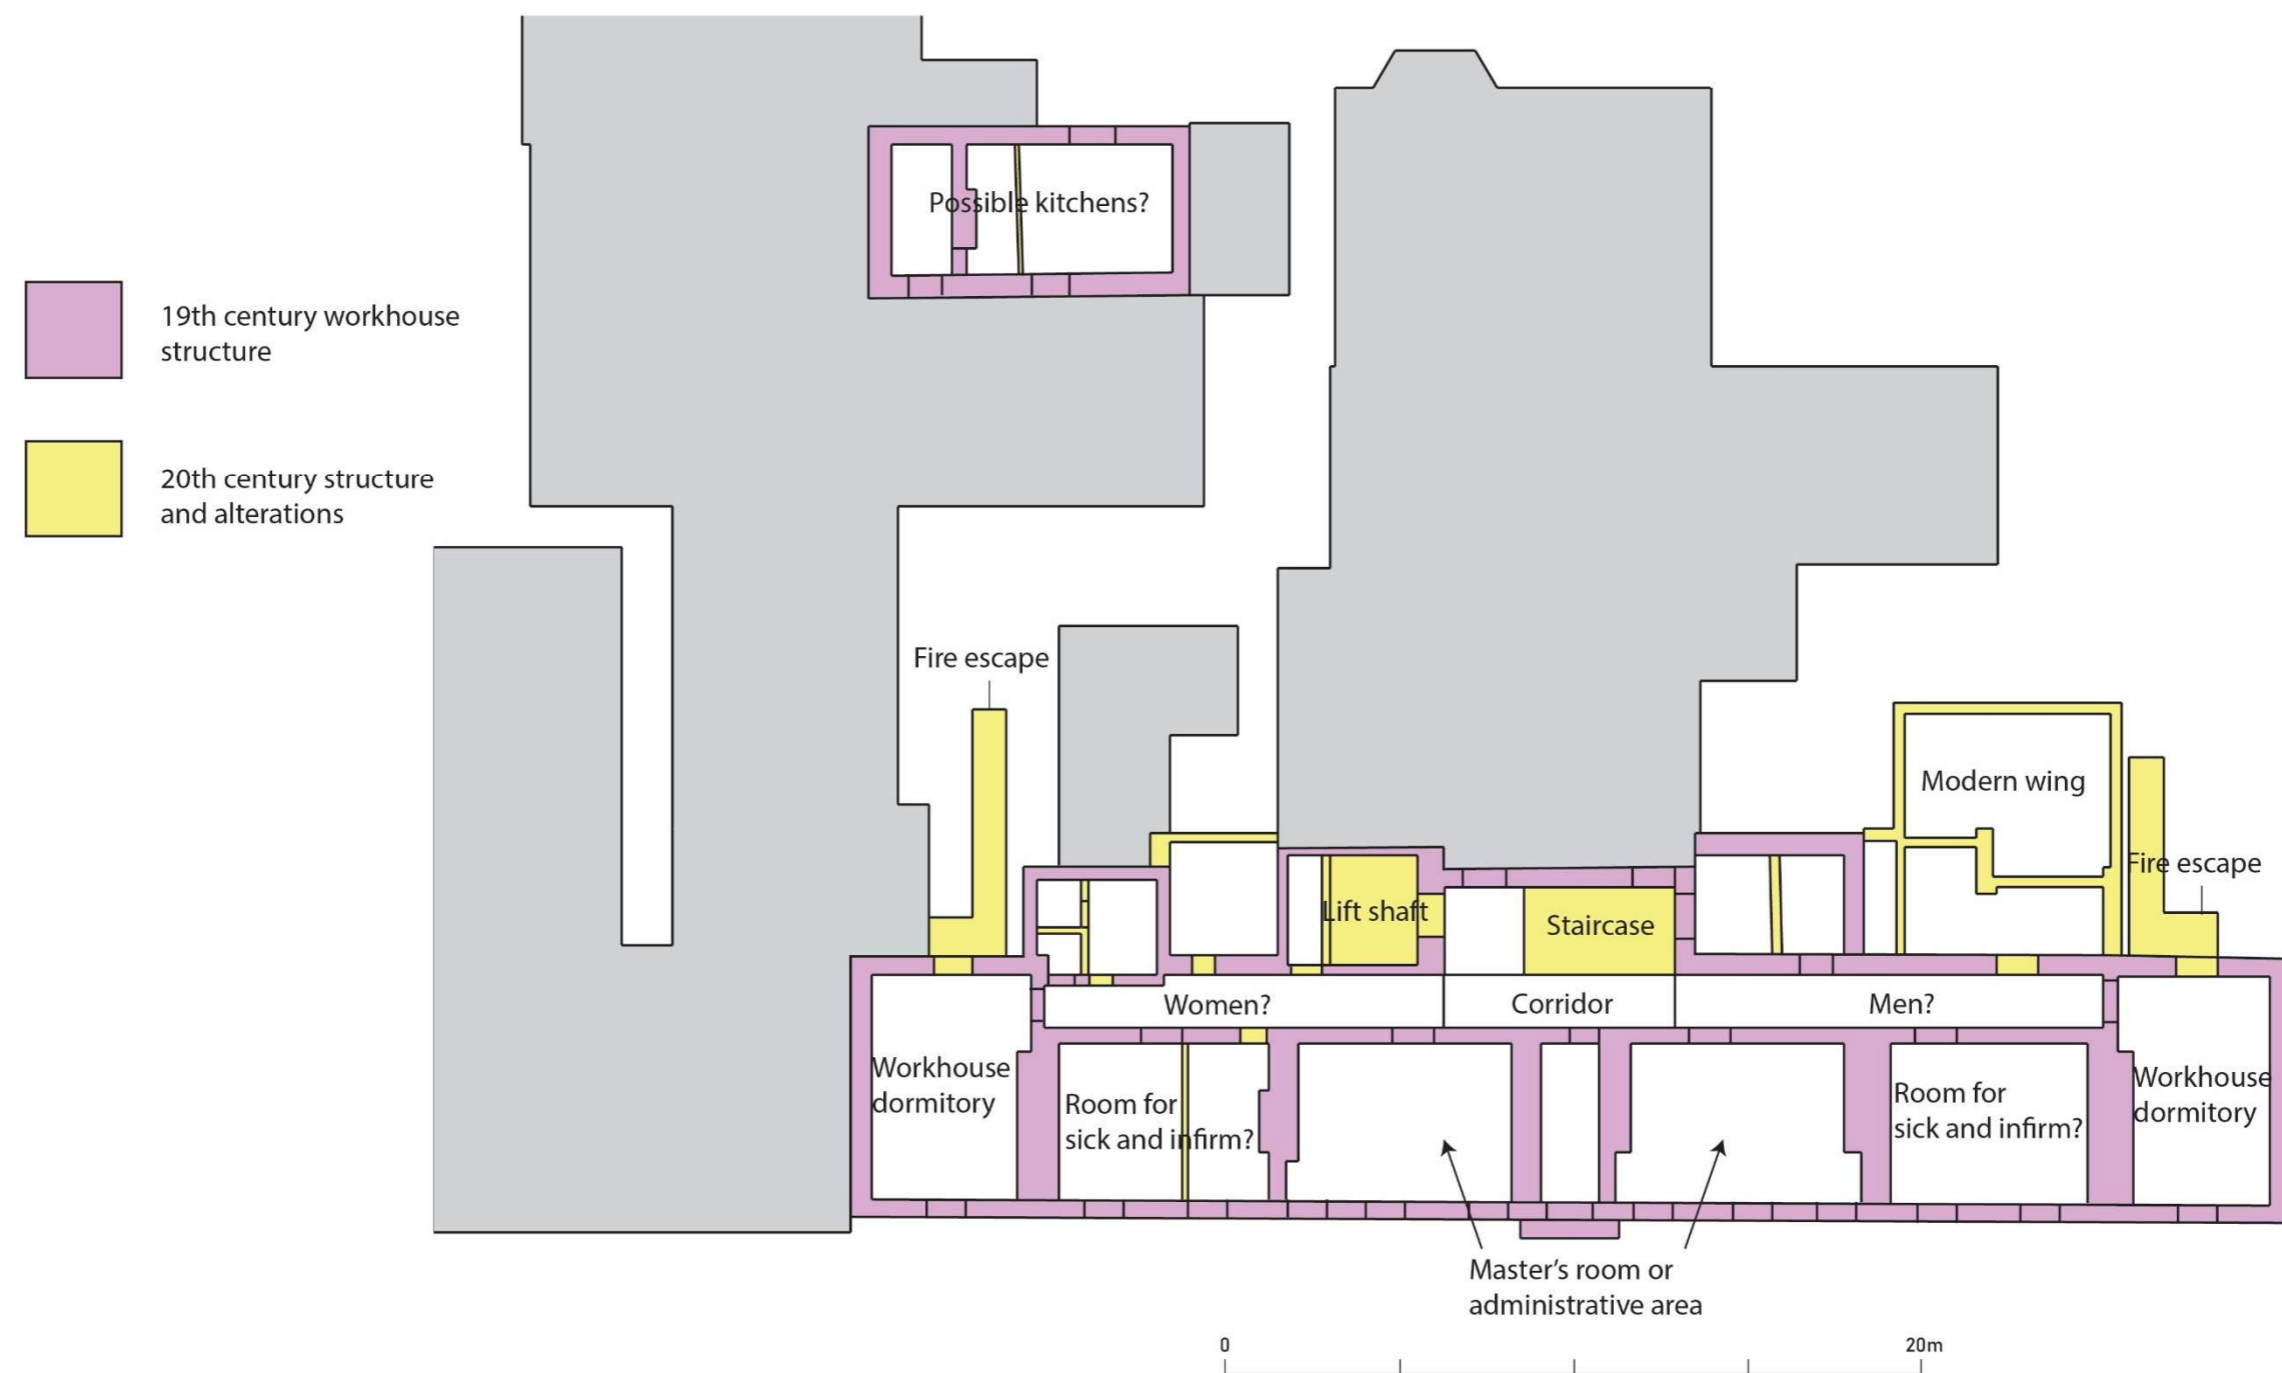 Possible kitchens?
19th century workhouse
structure
20th century structure
and alterations
Fire escape
Modern wing
Fire escape
Lift shaft
Staircase
Women?
Corridor
Men?
Workhouse
dormitory
Room for
sick and infirm?
Room for
sick and infirm?
Workhouse
dormitory
Master’s room or
administrative area
0
20m